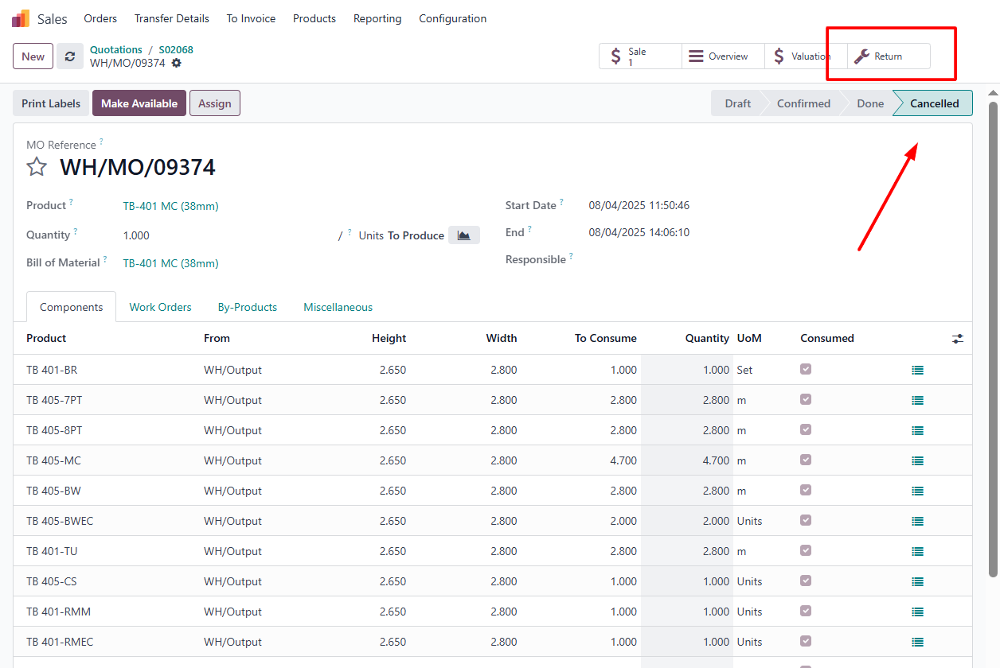 Sales Orders Transfer Details To Invoice Products Reporting Configuration
New Quotations / S02068
WH/MO/09374
$ Sale 1
Overview
$ Valuation
Return
Print Labels Make Available Assign Draft Confirmed Done Cancelled
MO Reference ?
WH/MO/09374
Product ? TB-401 MC (38mm) Start Date ? 08/04/2025 11:50:46
Quantity ? 1.000 / ? Units To Produce End ? 08/04/2025 14:06:10
Bill of Material ? TB-401 MC (38mm) Responsible ?
Components Work Orders By-Products Miscellaneous
Product From Height Width To Consume Quantity UoM Consumed
TB 401-BR WH/Output 2.650 2.800 1.000 1.000 Set
TB 405-7PT WH/Output 2.650 2.800 2.800 2.800 m
TB 405-8PT WH/Output 2.650 2.800 2.800 2.800 m
TB 405-MC WH/Output 2.650 2.800 4.700 4.700 m
TB 405-BW WH/Output 2.650 2.800 2.800 2.800 m
TB 405-BWEC WH/Output 2.650 2.800 2.000 2.000 Units
TB 401-TU WH/Output 2.650 2.800 2.800 2.800 m
TB 405-CS WH/Output 2.650 2.800 1.000 1.000 Units
TB 401-RMM WH/Output 2.650 2.800 1.000 1.000 Units
TB 401-RMEC WH/Output 2.650 2.800 1.000 1.000 Units